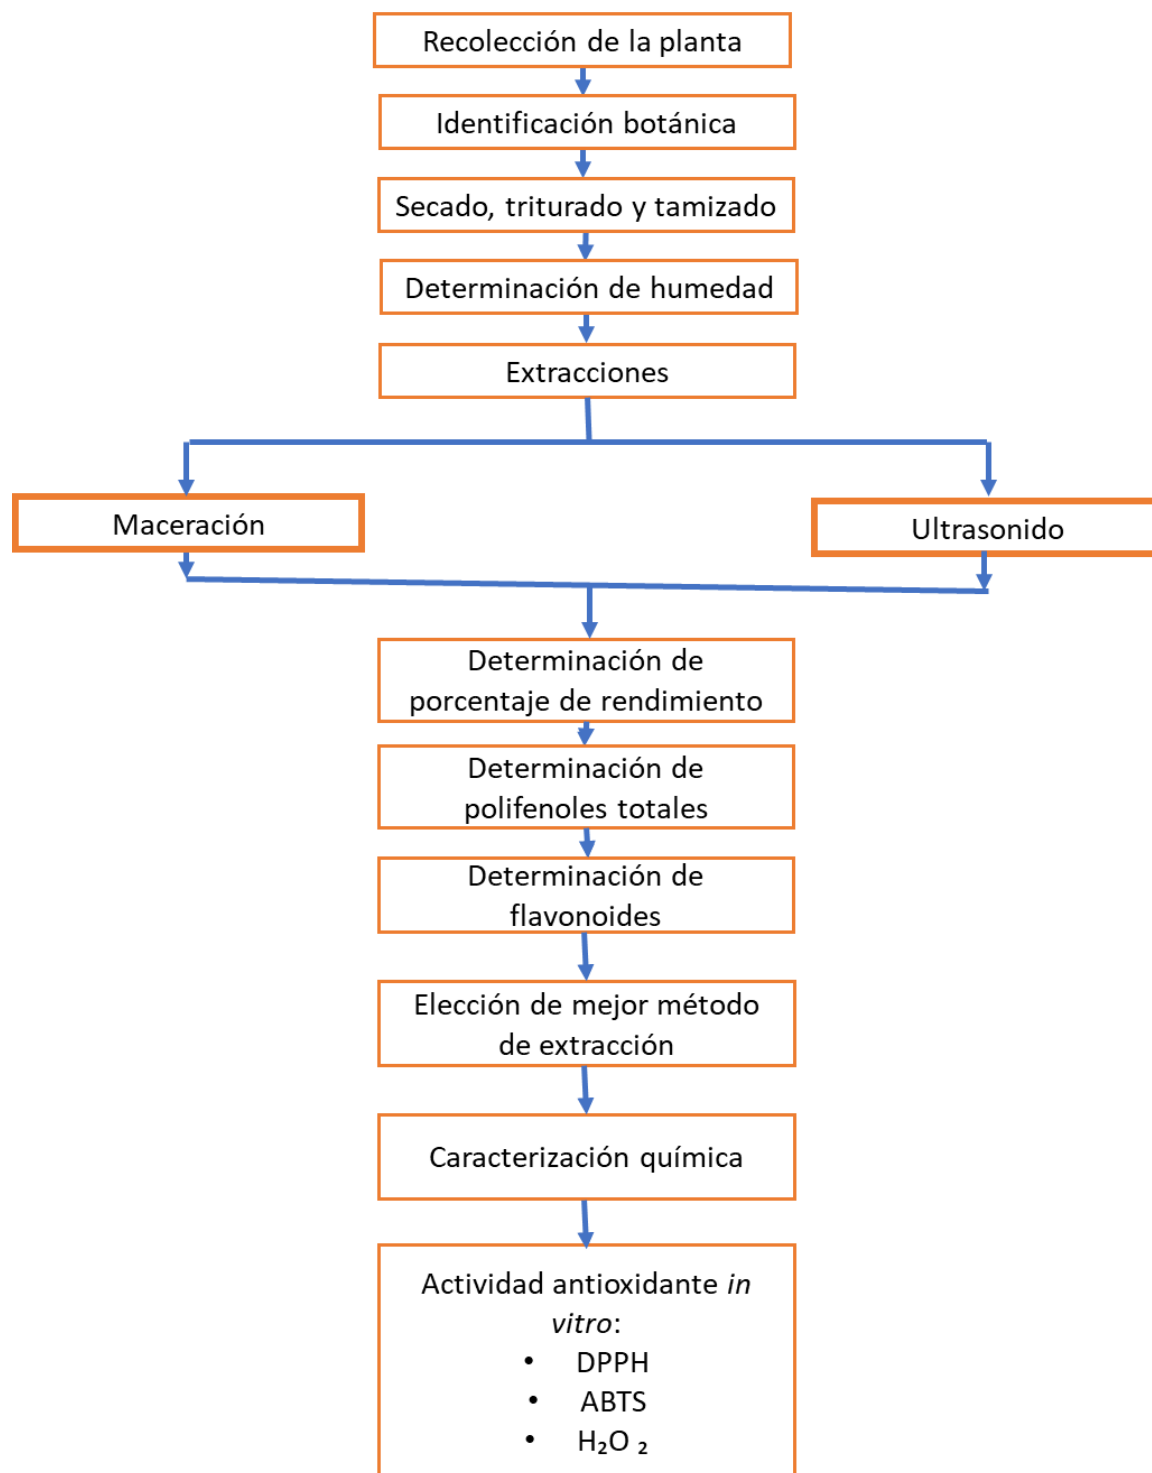 Recolección de la planta
Identificación botánica
Secado, triturado y tamizado
Determinación de humedad
Extracciones
Maceración
Ultrasonido
Determinación de
porcentaje de rendimiento
Determinación de
polifenoles totales
Determinación de
flavonoides
Elección de mejor método
de extracción
Caracterización química
Actividad antioxidante in
vitro:
• DPPH
• ABTS
• H₂O ₂